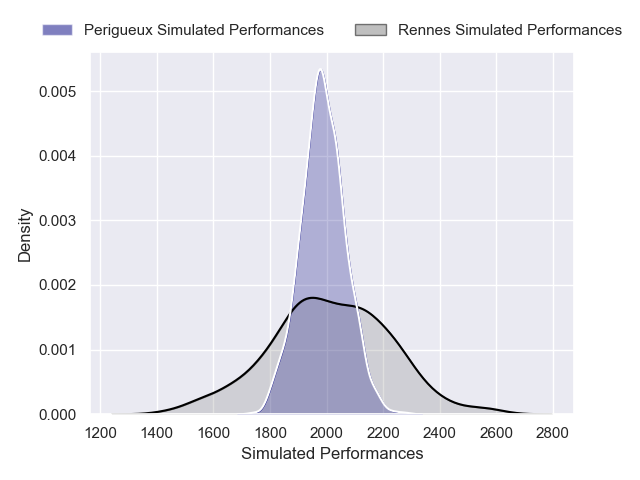 Perigueux Simulated Performances
Rennes Simulated Performances
Density
0.005
0.004
0.003
0.002
0.001
0.000
1200 1400 1600 1800 2000 2200 2400 2600 2800
Simulated Performances